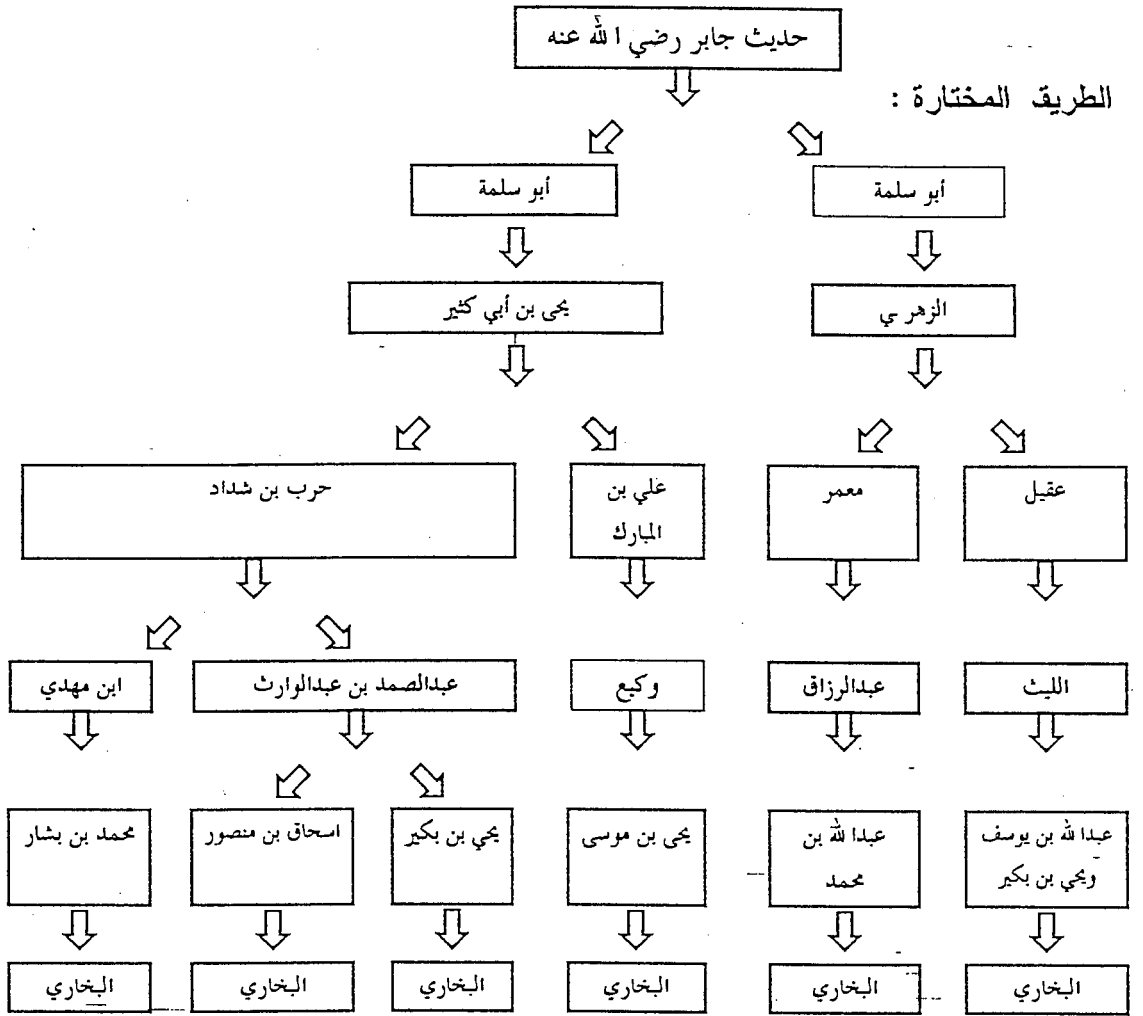 حديث جابر رضي الله عنه
الطريق المختارة :
أبو سلمة
أبو سلمة
الزهري
يحى بن أبي كثير
عقيل
معمر
علي بن
المبارك
حرب بن شداد
الليث
عبدالرزاق
وكيع
عبدالصمد بن عبدالوارث
ابن مهدي
عبدالله بن يوسف
ويحي بن بكير
عبدالله بن
محمد
يحى بن موسى
يحي بن بكير
اسحاق بن منصور
محمد بن بشار
البخاري
البخاري
البخاري
البخاري
البخاري
البخاري